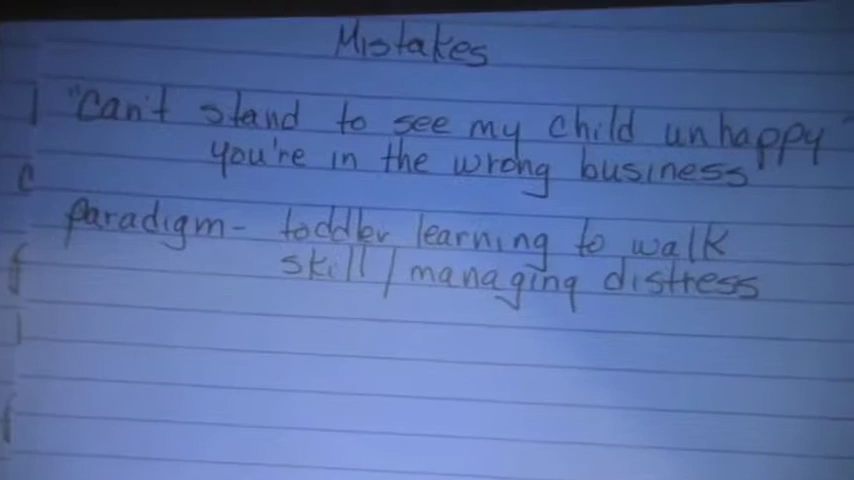 Mistakes
"Can't stand to see my child unhappy"
you're in the wrong business
paradigm - toddler learning to walk
skill / managing distress